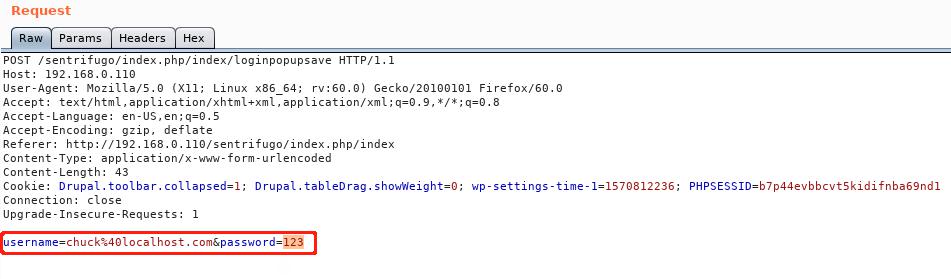 Request
Raw Params Headers Hex
POST /sentrifugo/index.php/index/loginpopupsave HTTP/1.1
Host: 192.168.0.110
User-Agent: Mozilla/5.0 (X11; Linux x86_64; rv:60.0) Gecko/20100101 Firefox/60.0
Accept: text/html,application/xhtml+xml,application/xml;q=0.9,*/*;q=0.8
Accept-Language: en-US,en;q=0.5
Accept-Encoding: gzip, deflate
Referer: http://192.168.0.110/sentrifugo/index.php/index
Content-Type: application/x-www-form-urlencoded
Content-Length: 43
Cookie: Drupal.toolbar.collapsed=1; Drupal.tableDrag.showWeight=0; wp-settings-time-1=1570812236; PHPSESSID=b7p44evbbcvt5kidifnba69nd1
Connection: close
Upgrade-Insecure-Requests: 1
username=chuck%40localhost.com&password=123